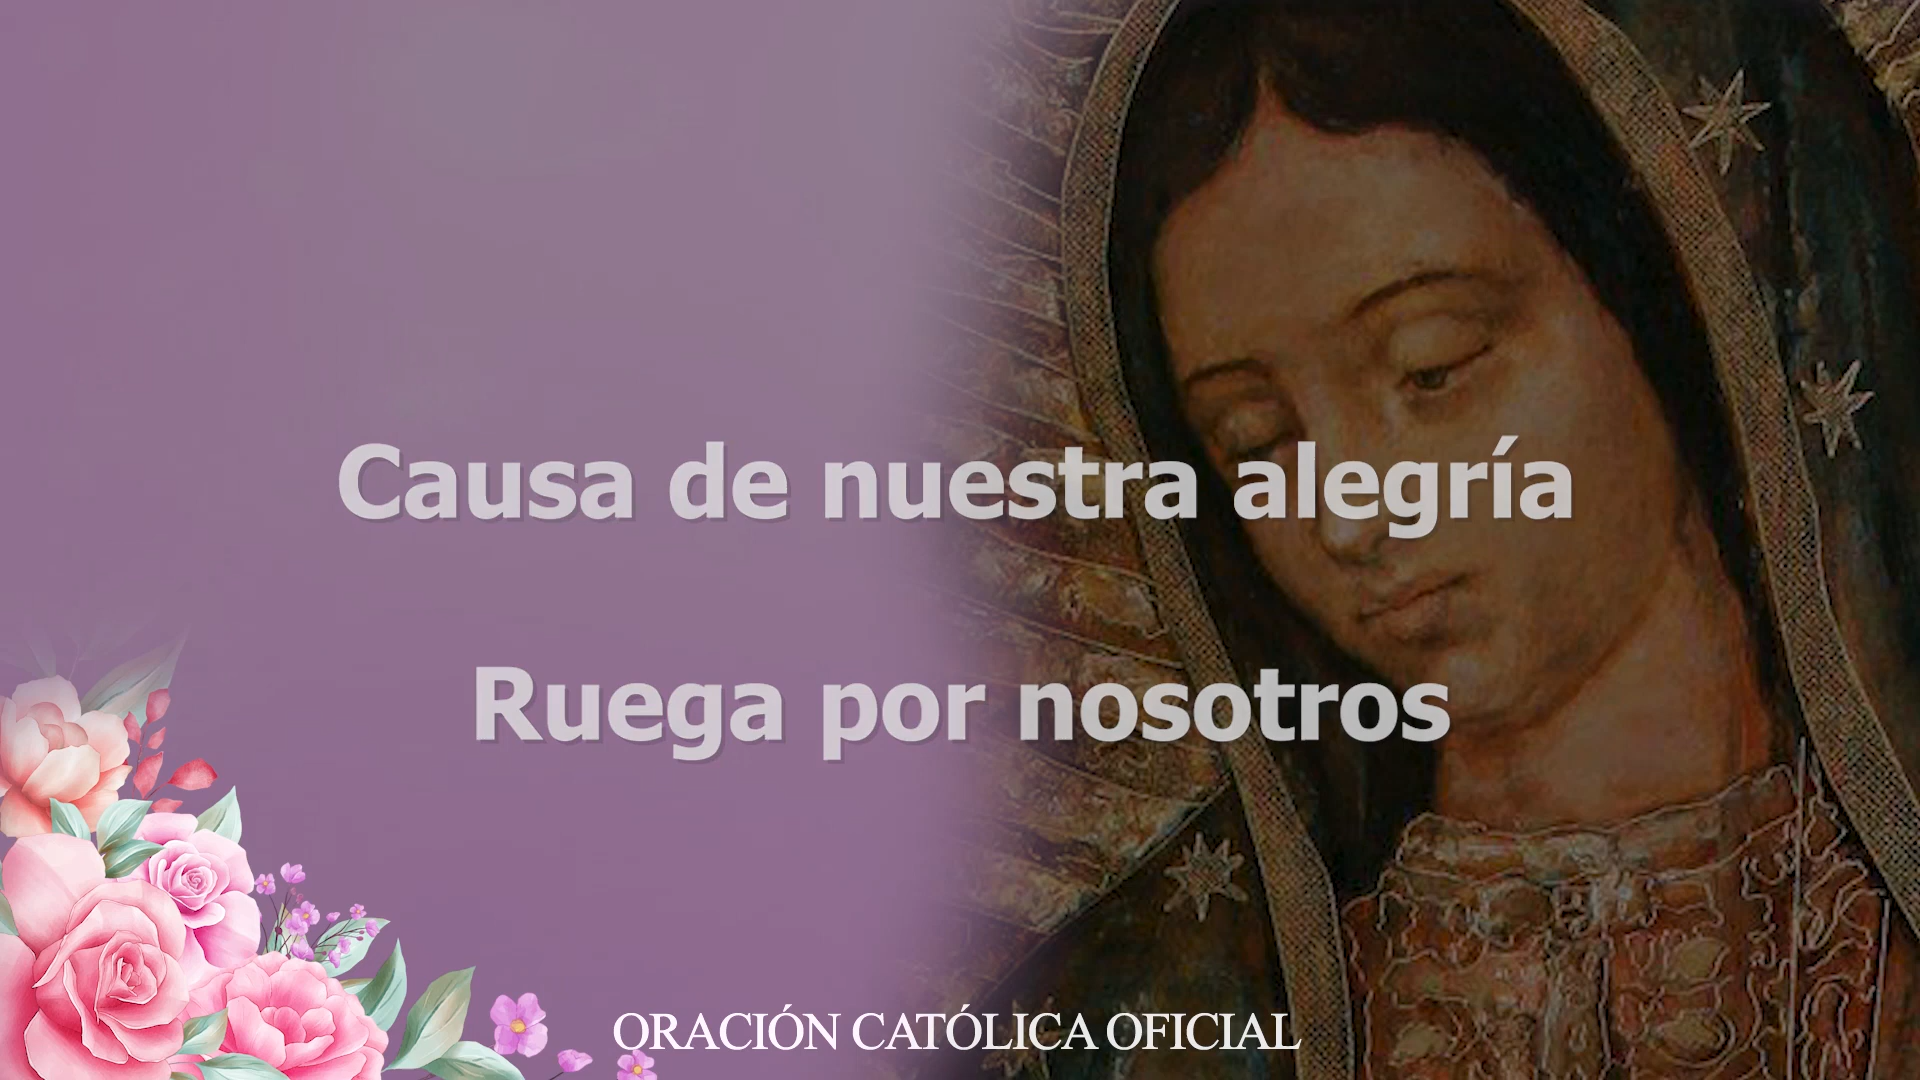 Causa de nuestra alegría
Ruega por nosotros
ORACIÓN CATÓLICA OFICIAL